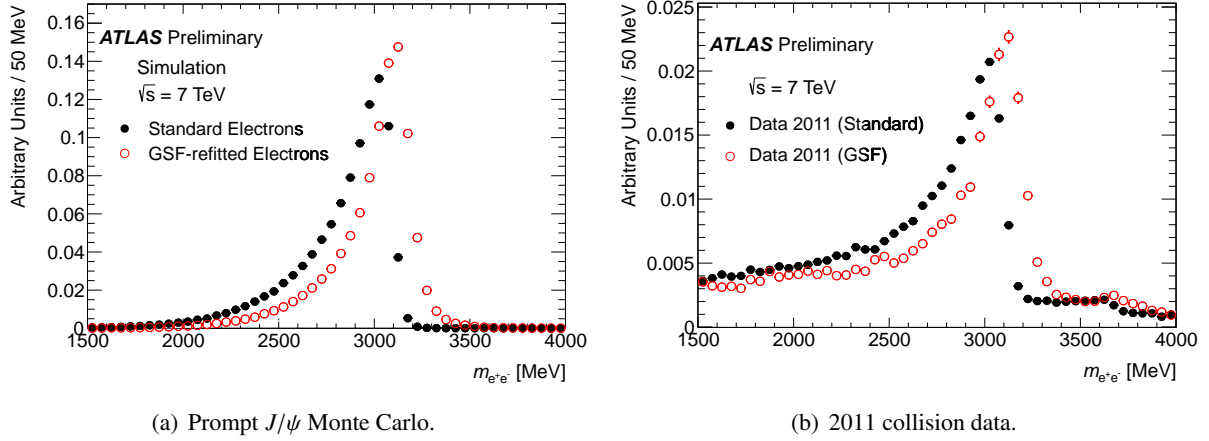 Arbitrary Units / 50 MeV
0.16
0.14
0.12
0.1
0.08
0.06
0.04
0.02
0
ATLAS Preliminary
Simulation
√s = 7 TeV
Standard Electrons
GSF-refitted Electrons
1500 2000 2500 3000 3500 4000
m_{e⁺e⁻} [MeV]
(a) Prompt J/ψ Monte Carlo.
Arbitrary Units / 50 MeV
0.025
0.02
0.015
0.01
0.005
0
ATLAS Preliminary
√s = 7 TeV
Data 2011 (Standard)
Data 2011 (GSF)
1500 2000 2500 3000 3500 4000
m_{e⁺e⁻} [MeV]
(b) 2011 collision data.